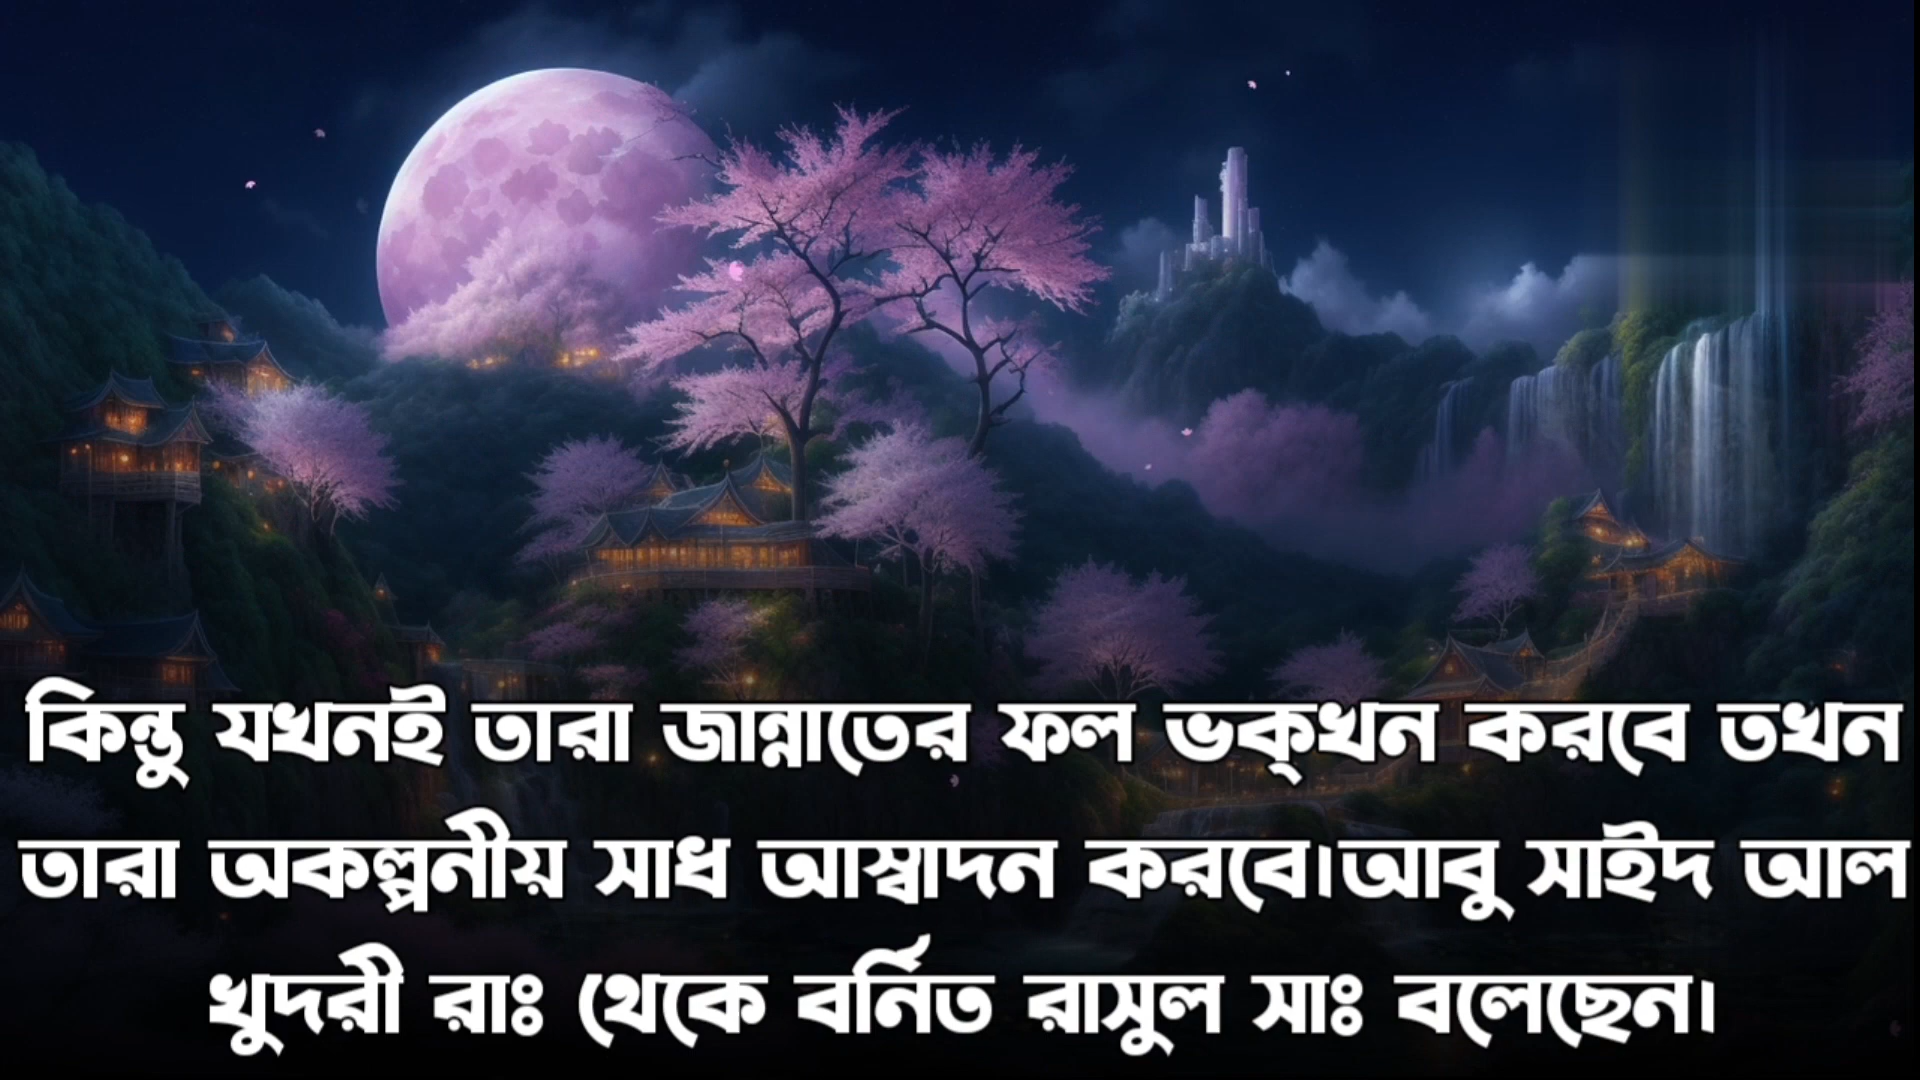 কিন্তু যখনই তারা জান্নাতের ফল ভক্‌খন করবে তখন
তারা অকল্পনীয় সাধ আস্বাদন করবে।আবু সাইদ আল
খুদরী রাঃ থেকে বর্নিত রাসুল সাঃ বলেছেন।